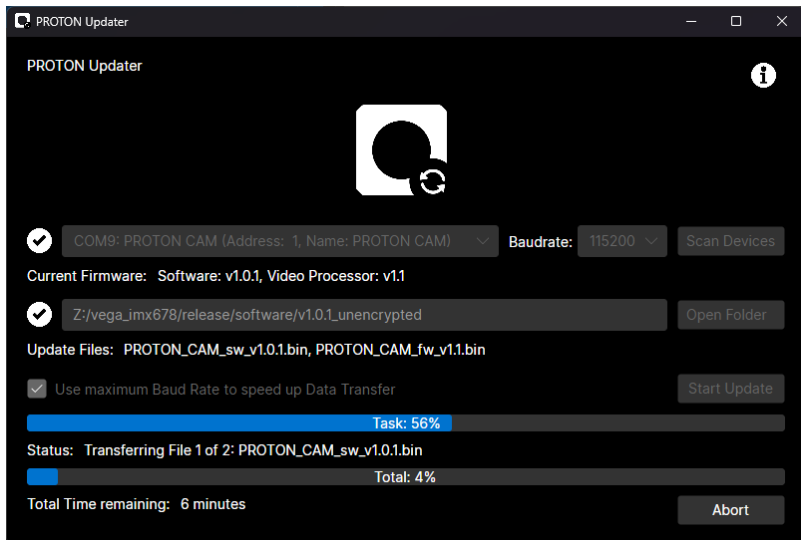 PROTON Updater
PROTON Updater
COM9: PROTON CAM (Address:  1, Name: PROTON CAM)
Baudrate:
115200
Scan Devices
Current Firmware:   Software: v1.0.1, Video Processor: v1.1
Z:/vega_imx678/release/software/v1.0.1_unencrypted
Open Folder
Update Files:  PROTON_CAM_sw_v1.0.1.bin, PROTON_CAM_fw_v1.1.bin
Use maximum Baud Rate to speed up Data Transfer
Start Update
Task: 56%
Status:  Transferring File 1 of 2: PROTON_CAM_sw_v1.0.1.bin
Total: 4%
Total Time remaining:  6 minutes
Abort